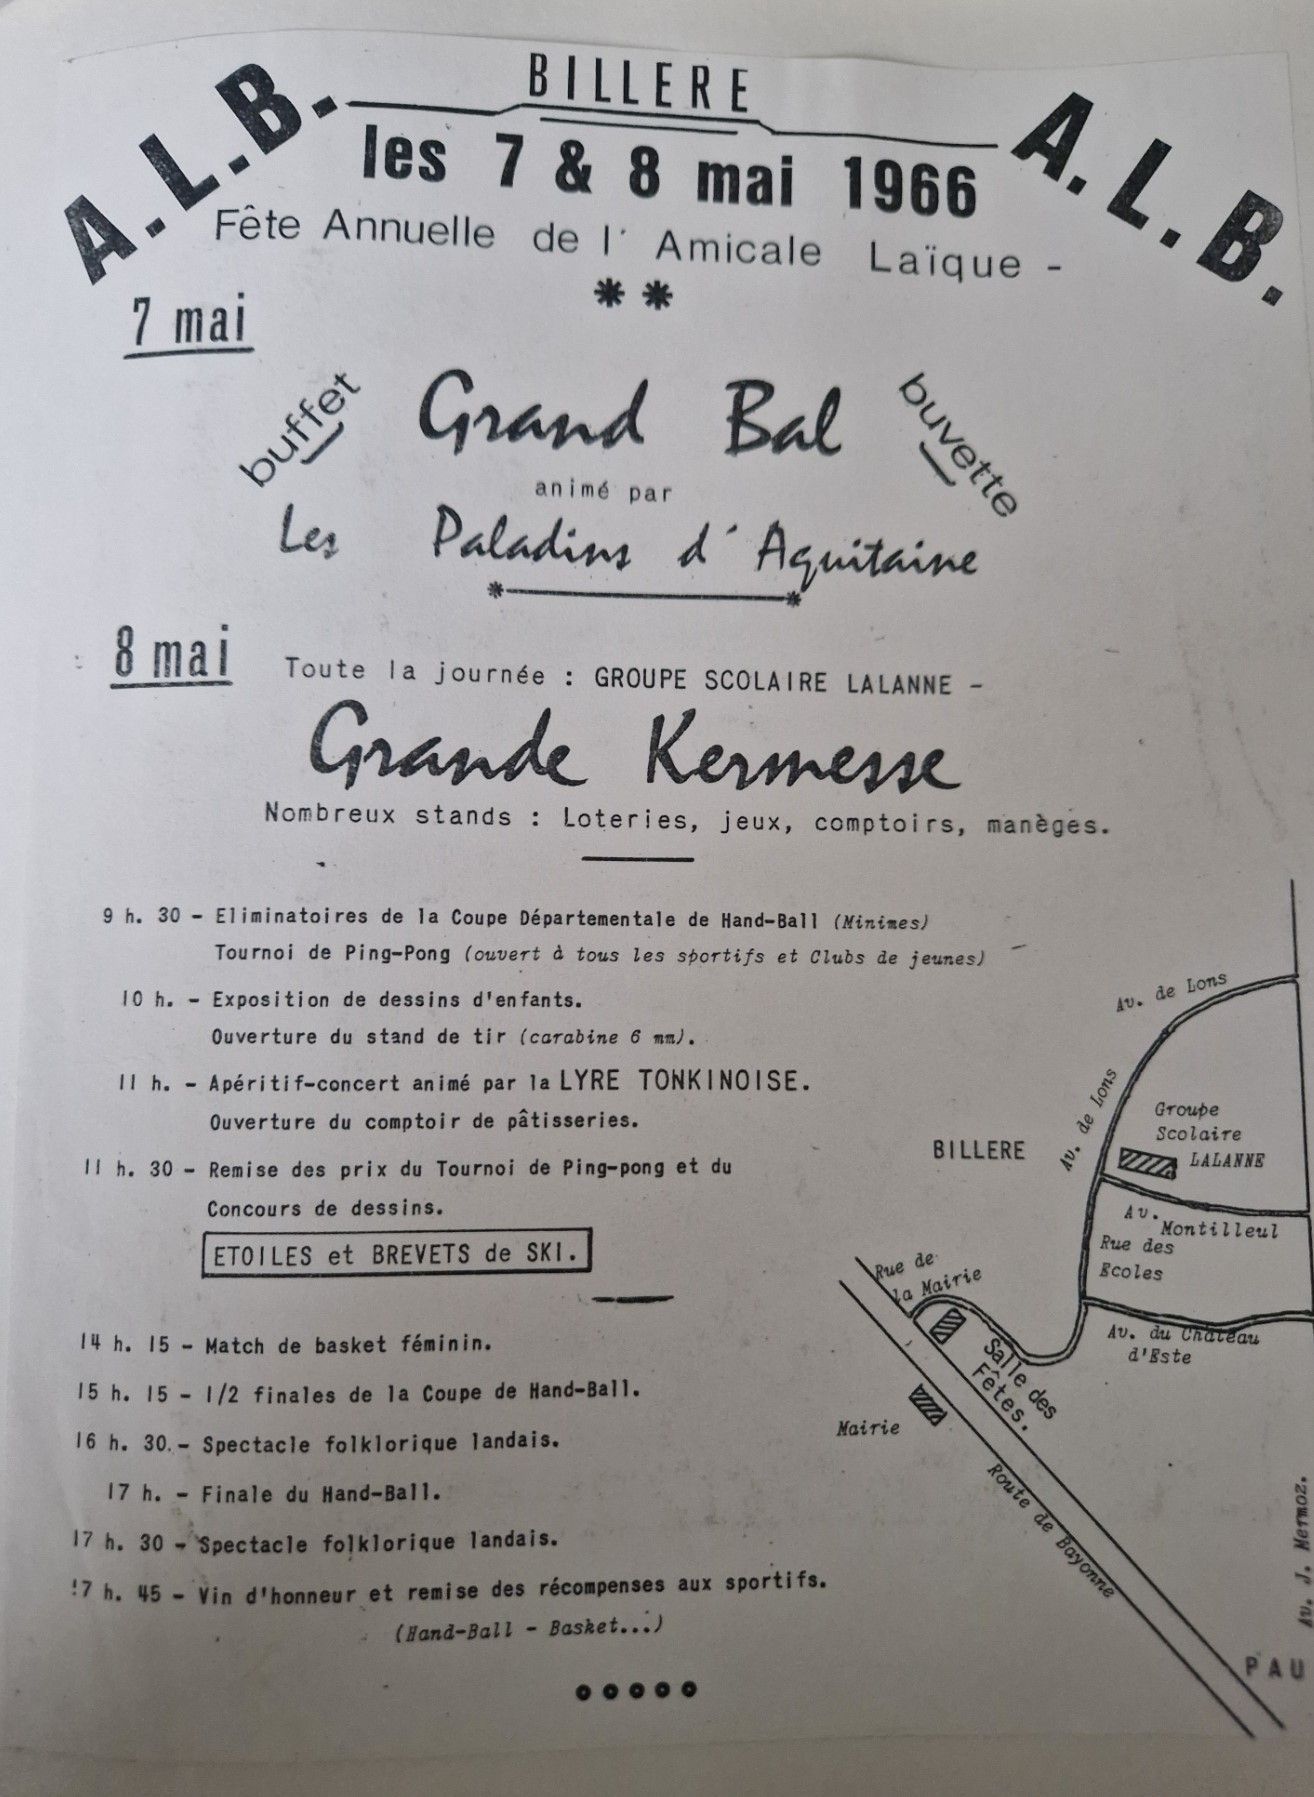 A.L.B. BILLERE A.L.B.
les 7 & 8 mai 1966
Fête Annuelle de l' Amicale Laïque -
**
7 mai
buffet Grand Bal buvette
animé par
Les Paladins d'Aquitaine
8 mai Toute la journée : GROUPE SCOLAIRE LALANNE -
Grande Kermesse
Nombreux stands : Loteries, jeux, comptoirs, manèges.
9 h. 30 - Eliminatoires de la Coupe Départementale de Hand-Ball (Minimes)
Tournoi de Ping-Pong (ouvert à tous les sportifs et Clubs de jeunes)
10 h. - Exposition de dessins d'enfants.
Ouverture du stand de tir (carabine 6 mm).
11 h. - Apéritif-concert animé par la LYRE TONKINOISE.
Ouverture du comptoir de pâtisseries.
11 h. 30 - Remise des prix du Tournoi de Ping-pong et du
Concours de dessins.
ETOILES et BREVETS de SKI.
14 h. 15 - Match de basket féminin.
15 h. 15 - 1/2 finales de la Coupe de Hand-Ball.
16 h. 30. - Spectacle folklorique landais.
17 h. - Finale du Hand-Ball.
17 h. 30 - Spectacle folklorique landais.
17 h. 45 - Vin d'honneur et remise des récompenses aux sportifs.
(Hand-Ball - Basket...)
Av. de Lons
Av. de Lons
Groupe
Scolaire
LALANNE
BILLERE
Av.
Montilleul
Rue des
Ecoles
Rue de
la Mairie
Av. du Château
d'Este
Salle des
Fêtes.
Mairie
Route de Bayonne
Av. J. Mermoz.
PAU